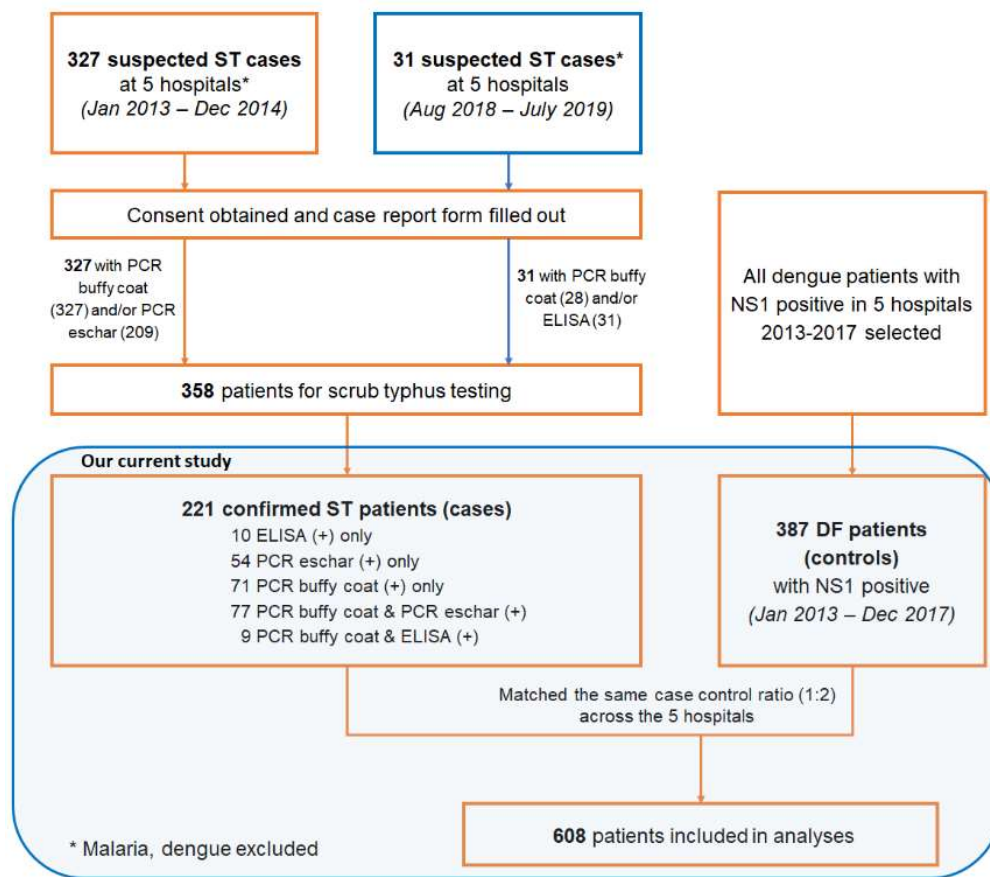 327 suspected ST cases
at 5 hospitals*
(Jan 2013 – Dec 2014)
31 suspected ST cases*
at 5 hospitals
(Aug 2018 – July 2019)
Consent obtained and case report form filled out
327 with PCR
buffy coat
(327) and/or PCR
eschar (209)
31 with PCR buffy
coat (28) and/or
ELISA (31)
All dengue patients with
NS1 positive in 5 hospitals
2013-2017 selected
358 patients for scrub typhus testing
Our current study
221 confirmed ST patients (cases)
10 ELISA (+) only
54 PCR eschar (+) only
71 PCR buffy coat (+) only
77 PCR buffy coat & PCR eschar (+)
9 PCR buffy coat & ELISA (+)
387 DF patients
(controls)
with NS1 positive
(Jan 2013 – Dec 2017)
Matched the same case control ratio (1:2)
across the 5 hospitals
608 patients included in analyses
* Malaria, dengue excluded